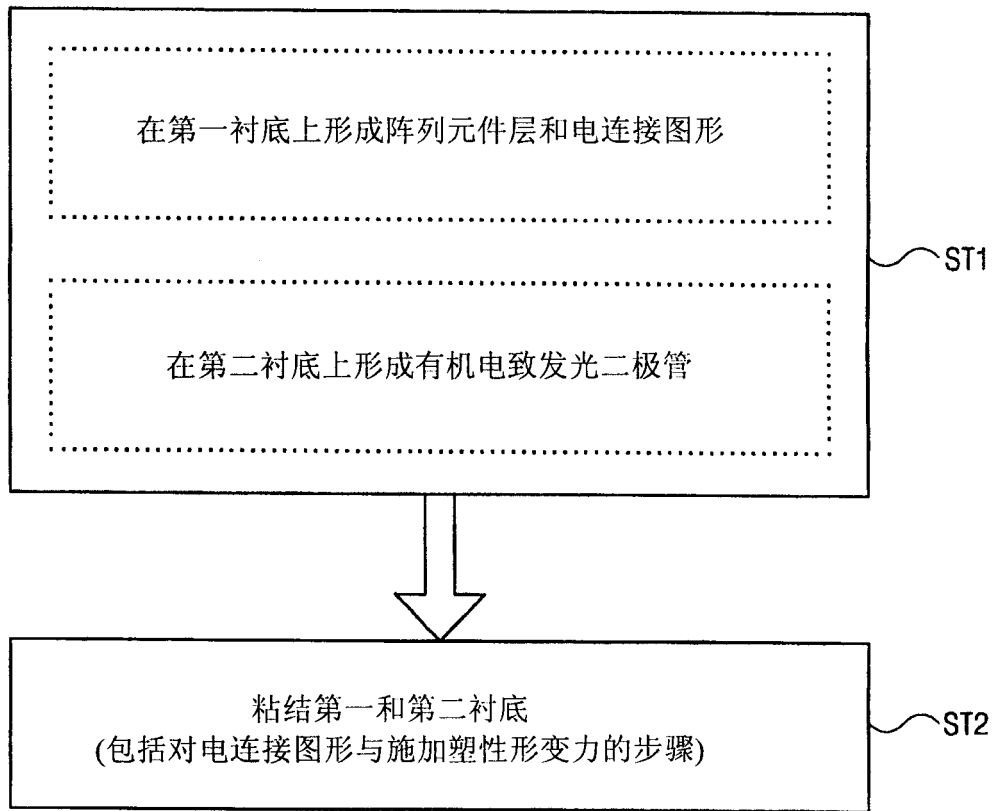 在第一衬底上形成阵列元件层和电连接图形
ST1
在第二衬底上形成有机电致发光二极管
粘结第一和第二衬底
(包括对电连接图形与施加塑性形变力的步骤)
ST2